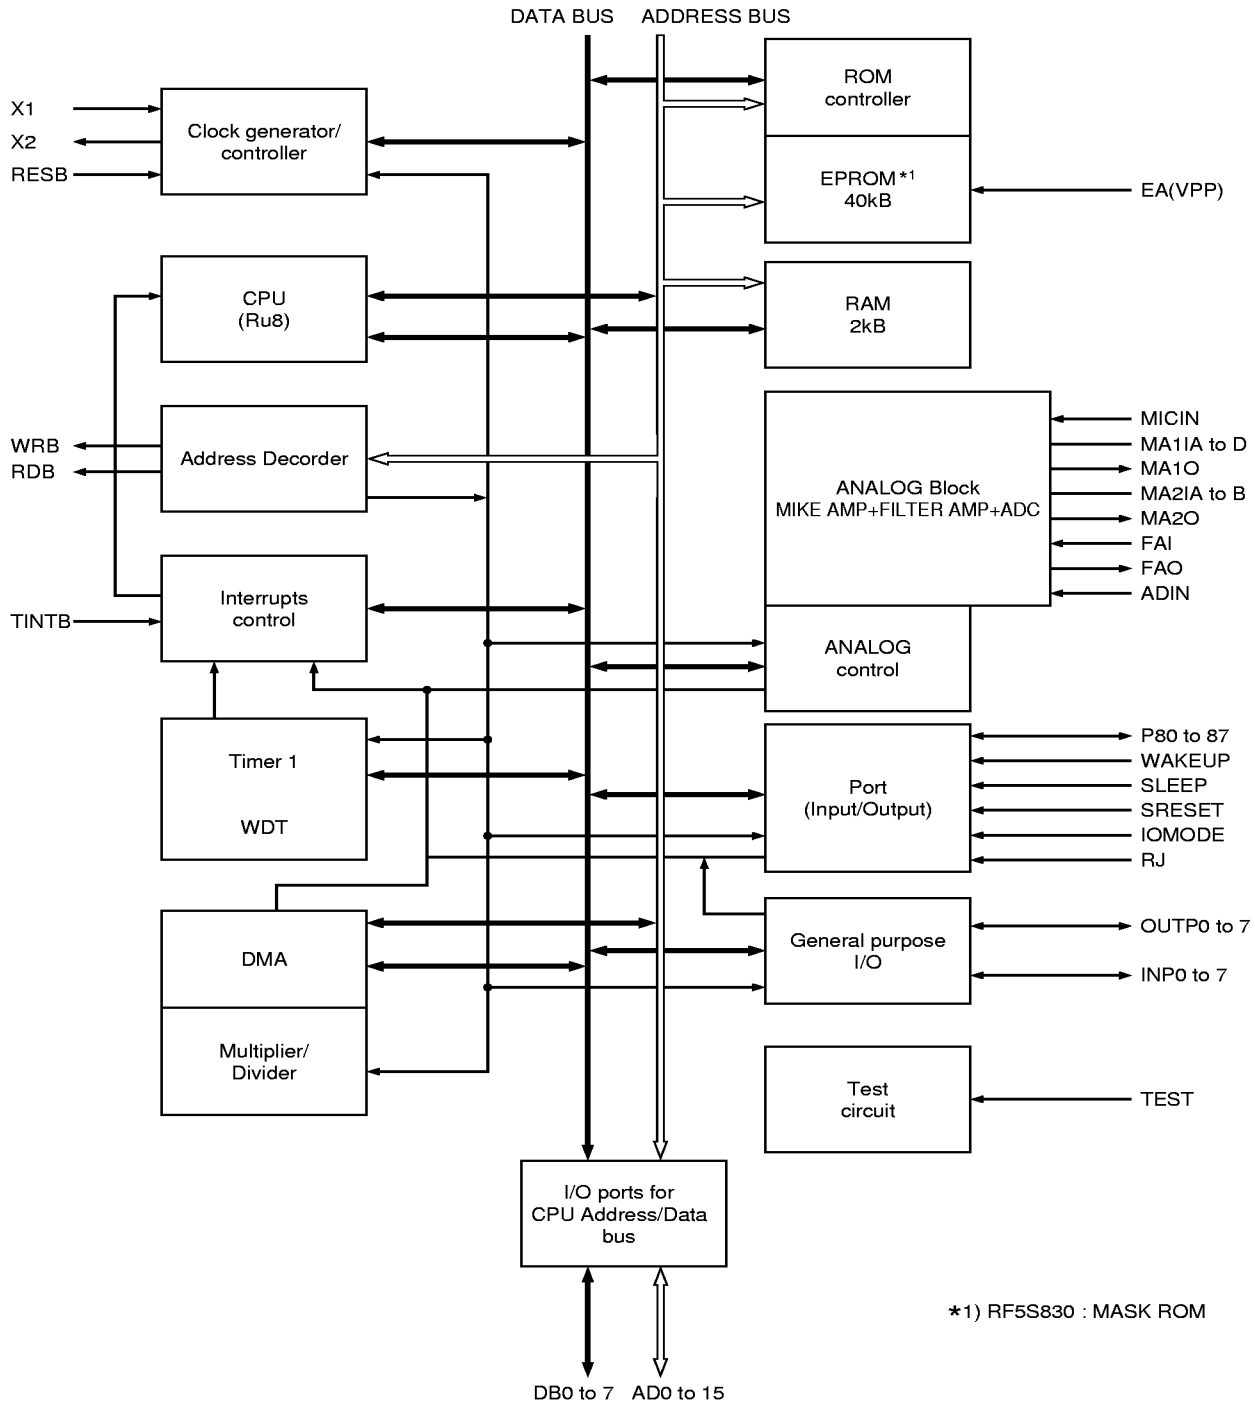 DATA BUS
ADDRESS BUS
X1
X2
RESB
Clock generator/
controller
ROM
controller
EPROM*1
40kB
EA(VPP)
CPU
(Ru8)
RAM
2kB
WRB
RDB
Address Decorder
ANALOG Block
MIKE AMP+FILTER AMP+ADC
MICIN
MA1IA to D
MA1O
MA2IA to B
MA2O
FAI
FAO
ADIN
TINTB
Interrupts
control
ANALOG
control
Timer 1
WDT
Port
(Input/Output)
P80 to 87
WAKEUP
SLEEP
SRESET
IOMODE
RJ
DMA
Multiplier/
Divider
General purpose
I/O
OUTP0 to 7
INP0 to 7
Test
circuit
TEST
I/O ports for
CPU Address/Data
bus
*1) RF5S830 : MASK ROM
DB0 to 7
AD0 to 15